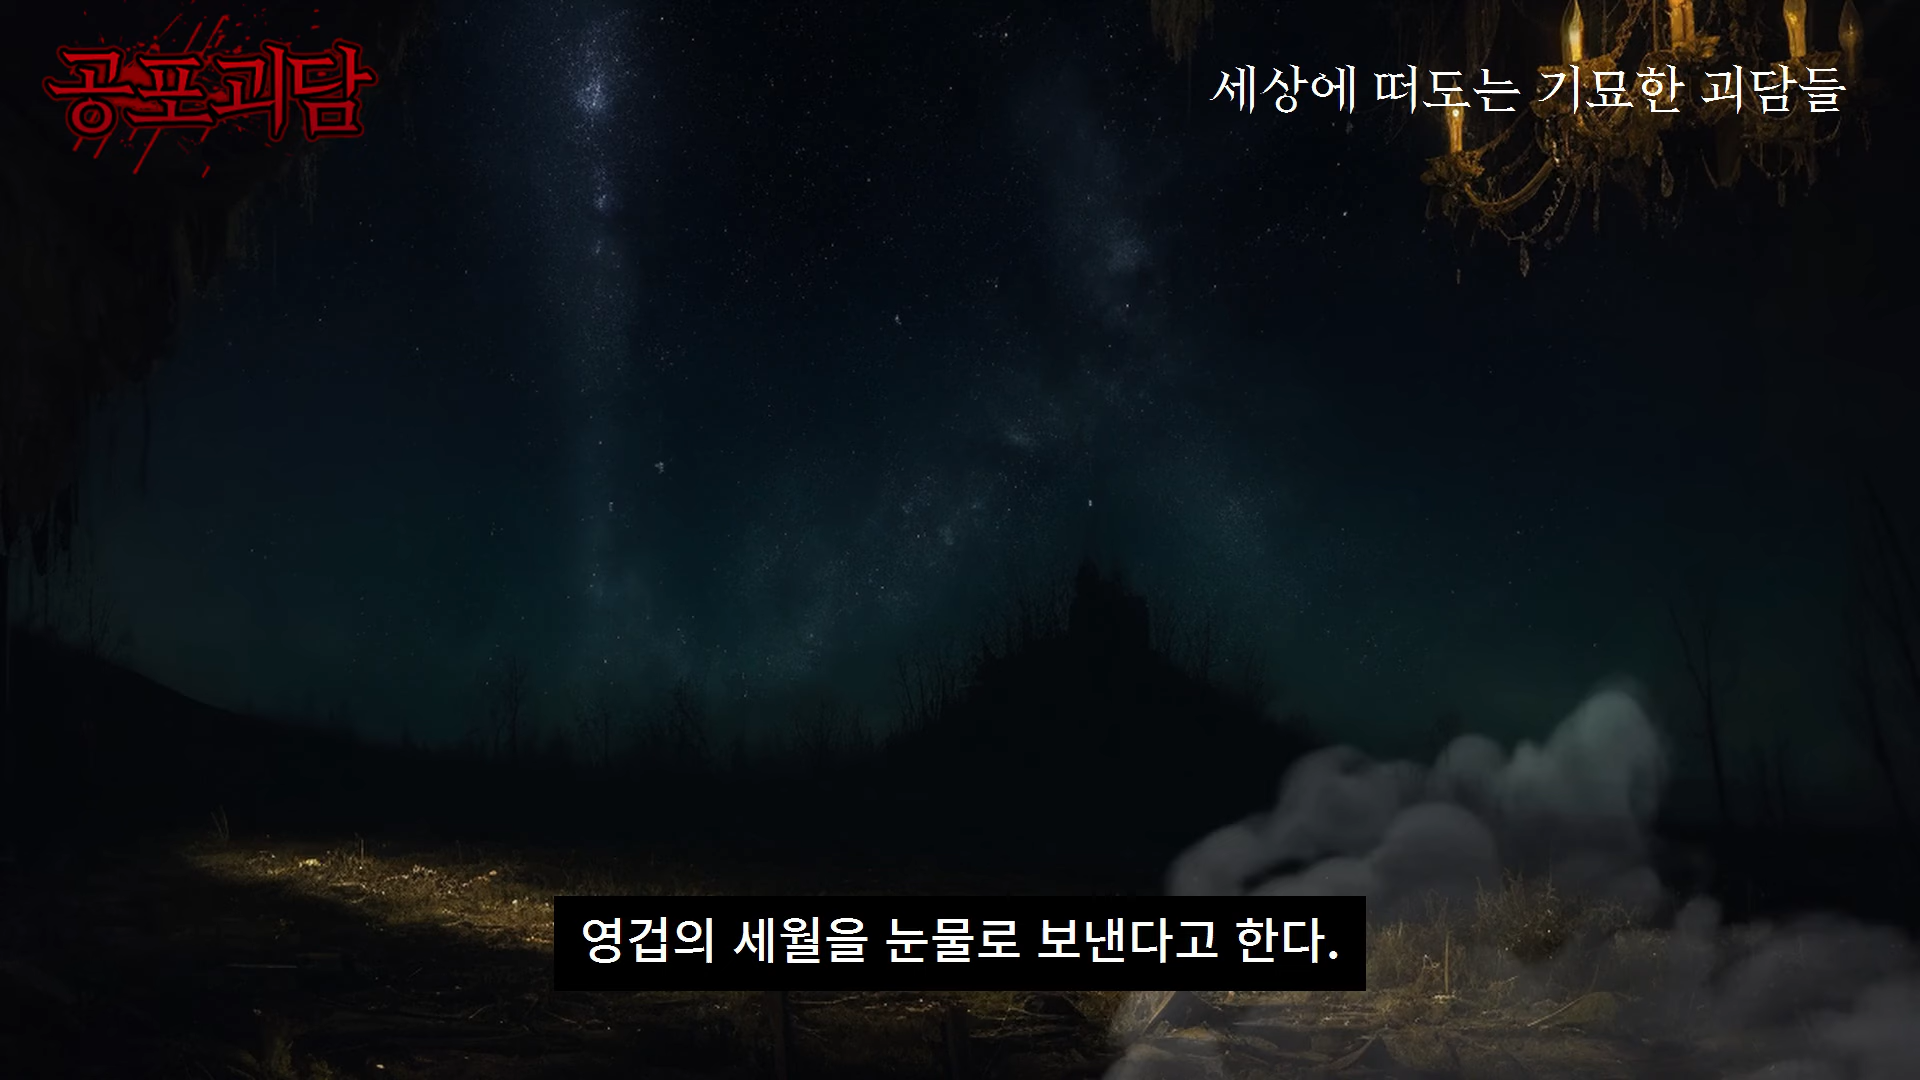 공포괴담
세상에 떠도는 기묘한 괴담들
영겁의 세월을 눈물로 보낸다고 한다.